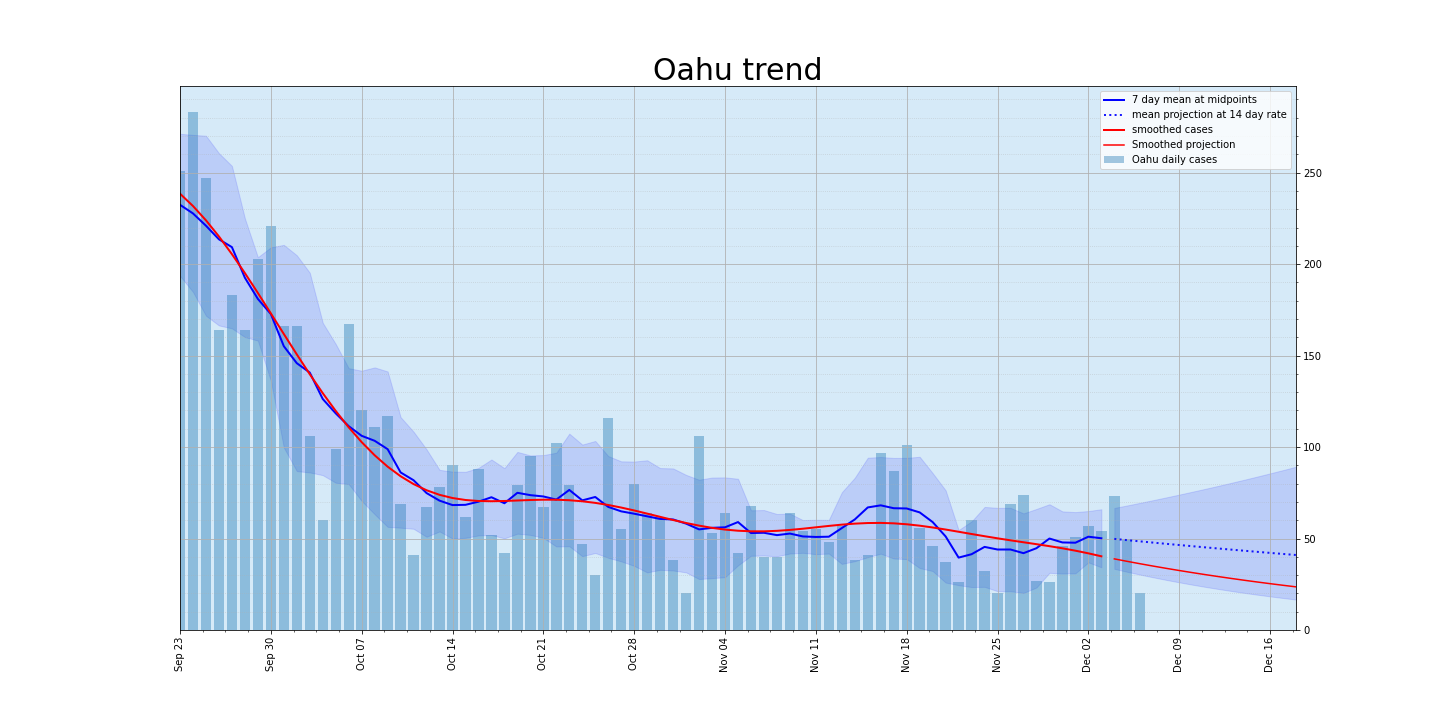 Oahu trend
7 day mean at midpoints
mean projection at 14 day rate
smoothed cases
Smoothed projection
Oahu daily cases
250
200
150
100
50
0
Sep 23
Sep 30
Oct 07
Oct 14
Oct 21
Oct 28
Nov 04
Nov 11
Nov 18
Nov 25
Dec 02
Dec 09
Dec 16